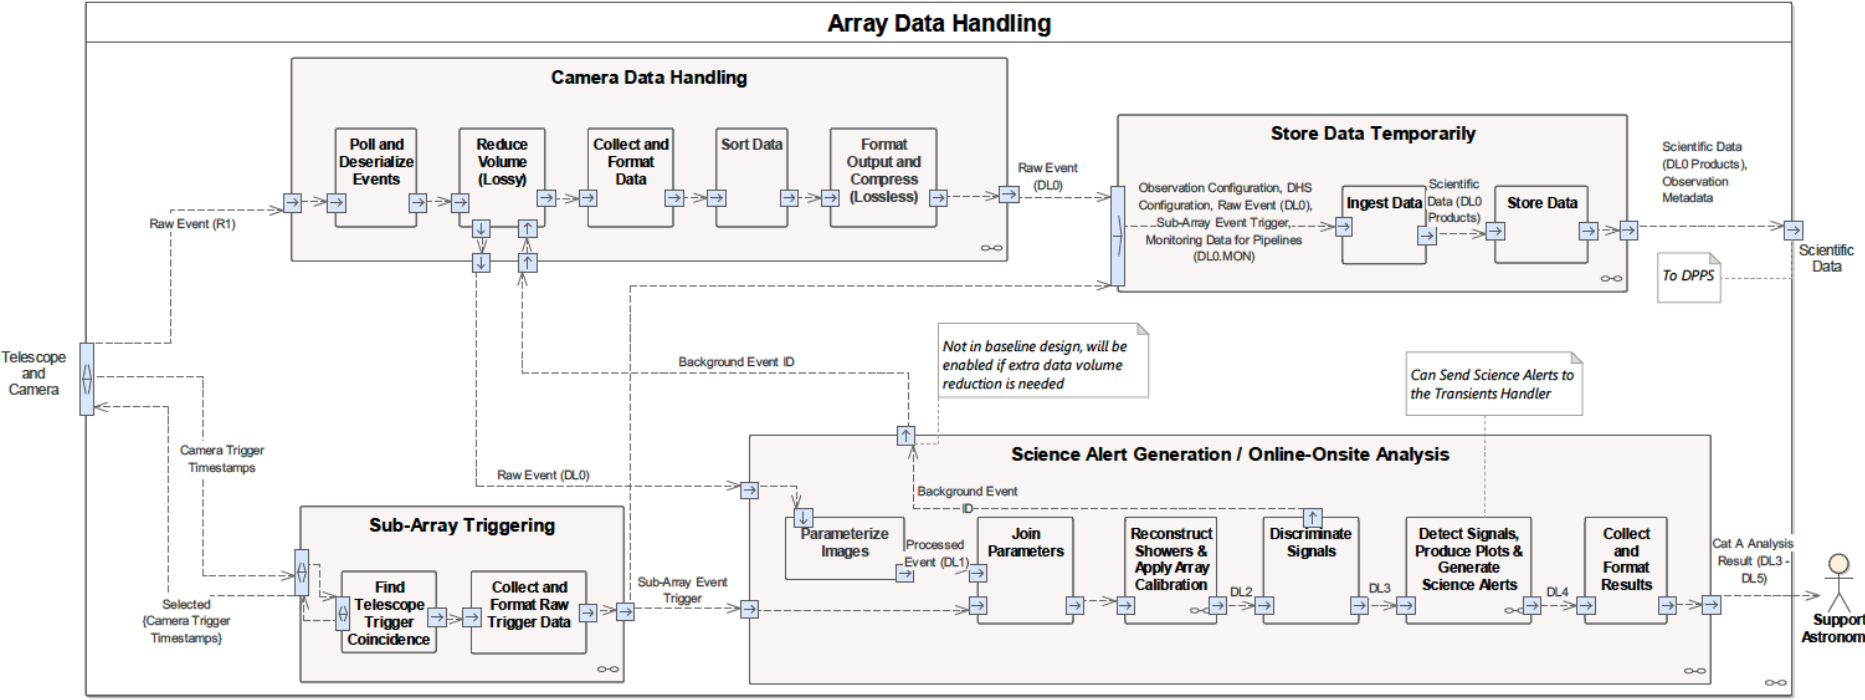 Array Data Handling
Camera Data Handling
Poll and
Deserialize
Events
Reduce
Volume
(Lossy)
Collect and
Format
Data
Sort Data
Format
Output and
Compress
(Lossless)
Raw Event
(DL0)
Store Data Temporarily
Observation Configuration, DHS
Configuration, Raw Event (DL0),
Sub-Array Event Trigger,
Monitoring Data for Pipelines
(DL0.MON)
Ingest Data
Scientific
Data (DL0
Products)
Store Data
Scientific Data
(DL0 Products),
Observation
Metadata
Scientific
Data
To DPPS
Raw Event (R1)
Telescope
and
Camera
Camera Trigger
Timestamps
Selected
{Camera Trigger
Timestamps}
Background Event ID
Not in baseline design, will be
enabled if extra data volume
reduction is needed
Can Send Science Alerts to
the Transients Handler
Raw Event (DL0)
Sub-Array Triggering
Find
Telescope
Trigger
Coincidence
Collect and
Format Raw
Trigger Data
Sub-Array Event
Trigger
Science Alert Generation / Online-Onsite Analysis
Background Event
ID
Parameterize
Images
Processed
Event (DL1)
Join
Parameters
Reconstruct
Showers &
Apply Array
Calibration
DL2
Discriminate
Signals
DL3
Detect Signals,
Produce Plots &
Generate
Science Alerts
DL4
Collect
and
Format
Results
Cat A Analysis
Result (DL3 -
DL5)
Support
Astronom